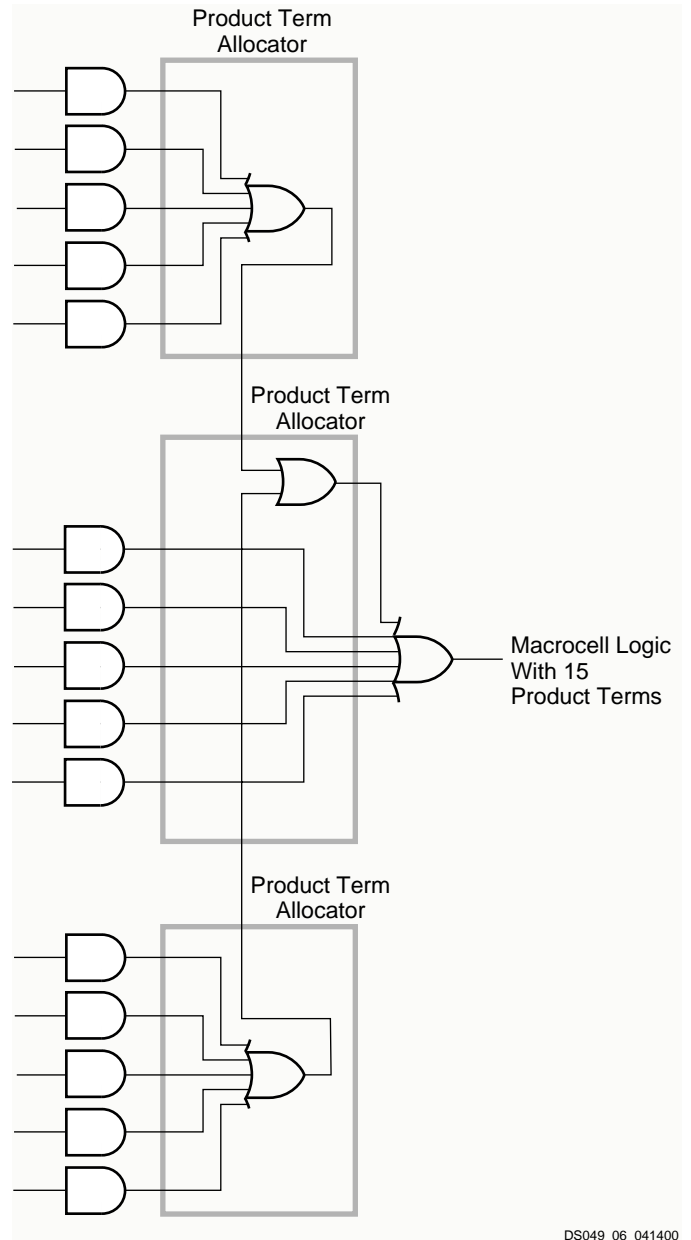 Product Term
Allocator
Product Term
Allocator
Macrocell Logic
With 15
Product Terms
Product Term
Allocator
DS049_06_041400